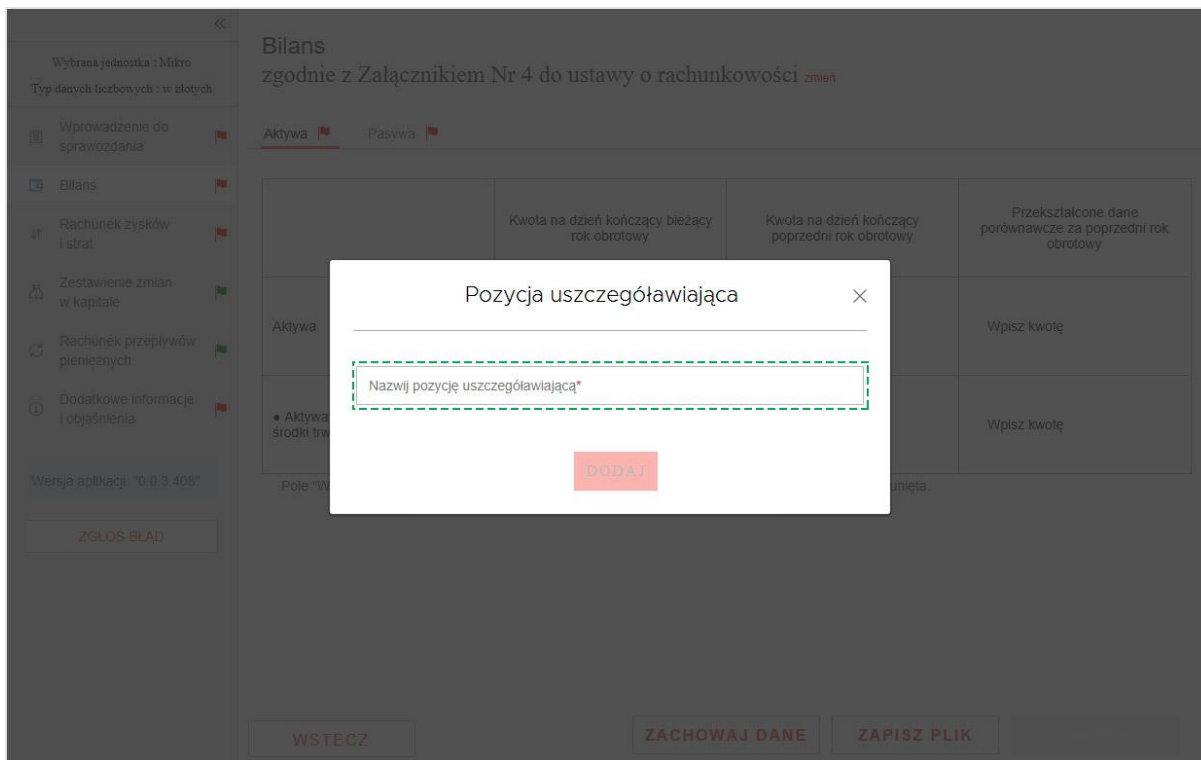 «
Wybrana jednostka : Mikro
Typ danych liczbowych : w złotych
Wprowadzenie do
sprawozdania
Bilans
Rachunek zysków
i strat
Zestawienie zmian
w kapitale
Rachunek przepływów
pieniężnych
Dodatkowe informacje
i objaśnienia
Wersja aplikacji: "0.0.3.408"
ZGŁOŚ BŁĄD
Bilans
zgodnie z Załącznikiem Nr 4 do ustawy o rachunkowości zmień
Aktywa
Pasywa
Kwota na dzień kończący bieżący
rok obrotowy
Kwota na dzień kończący
poprzedni rok obrotowy
Przekształcone dane
porównawcze za poprzedni rok
obrotowy
Aktywa
Wpisz kwotę
● Aktywa
środki trw
Wpisz kwotę
Pole "W
unięta.
Pozycja uszczegóławiająca
Nazwij pozycję uszczegóławiającą*
DODAJ
WSTECZ
ZACHOWAJ DANE
ZAPISZ PLIK